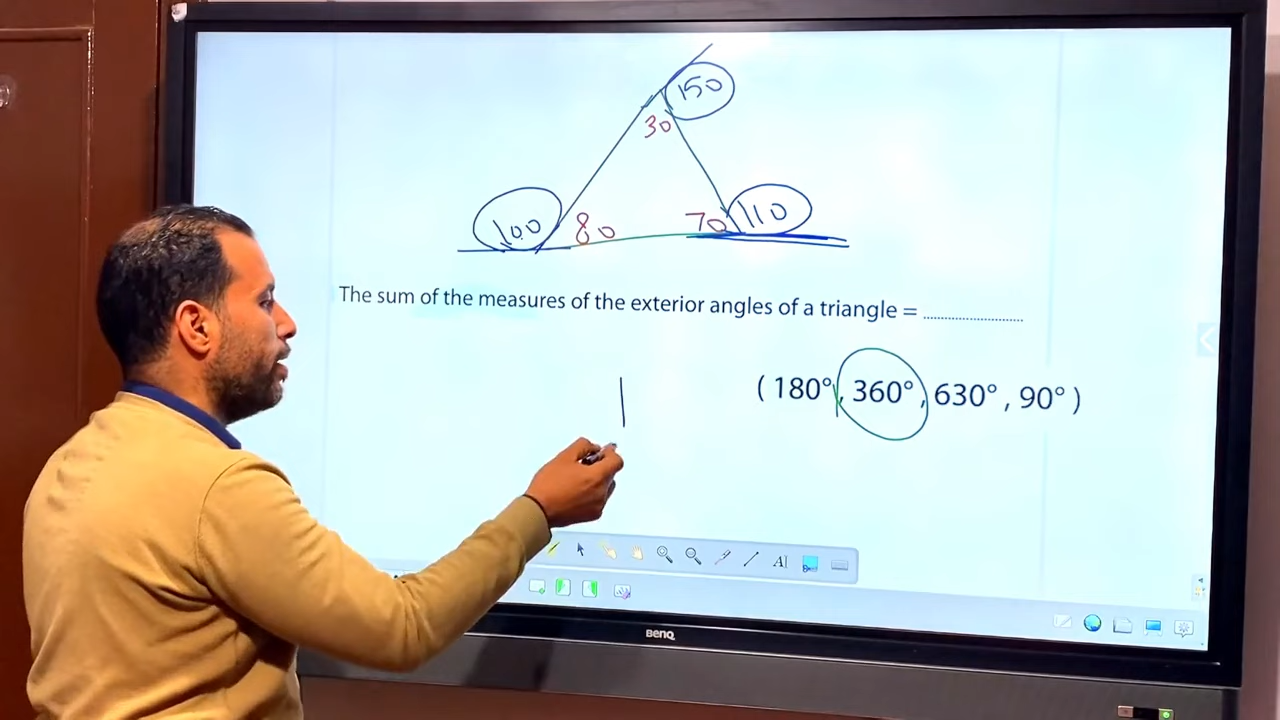 150
30
100 80 70 110
The sum of the measures of the exterior angles of a triangle = ............................
( 180° , 360° , 630° , 90° )
|
A
BenQ